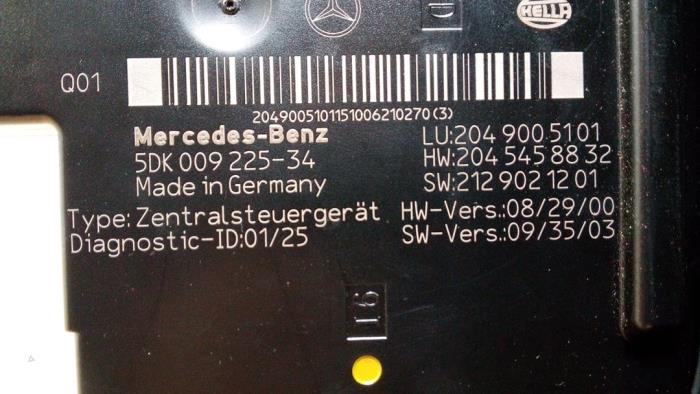 HELLA
Q01
2049005101151006210270(3)
Mercedes-Benz LU:204 900 5101
5DK 009 225-34 HW:204 545 88 32
Made in Germany SW:212 902 12 01
Type: Zentralsteuergerät HW-Vers.:08/29/00
Diagnostic-ID:01/25 SW-Vers.:09/35/03
16